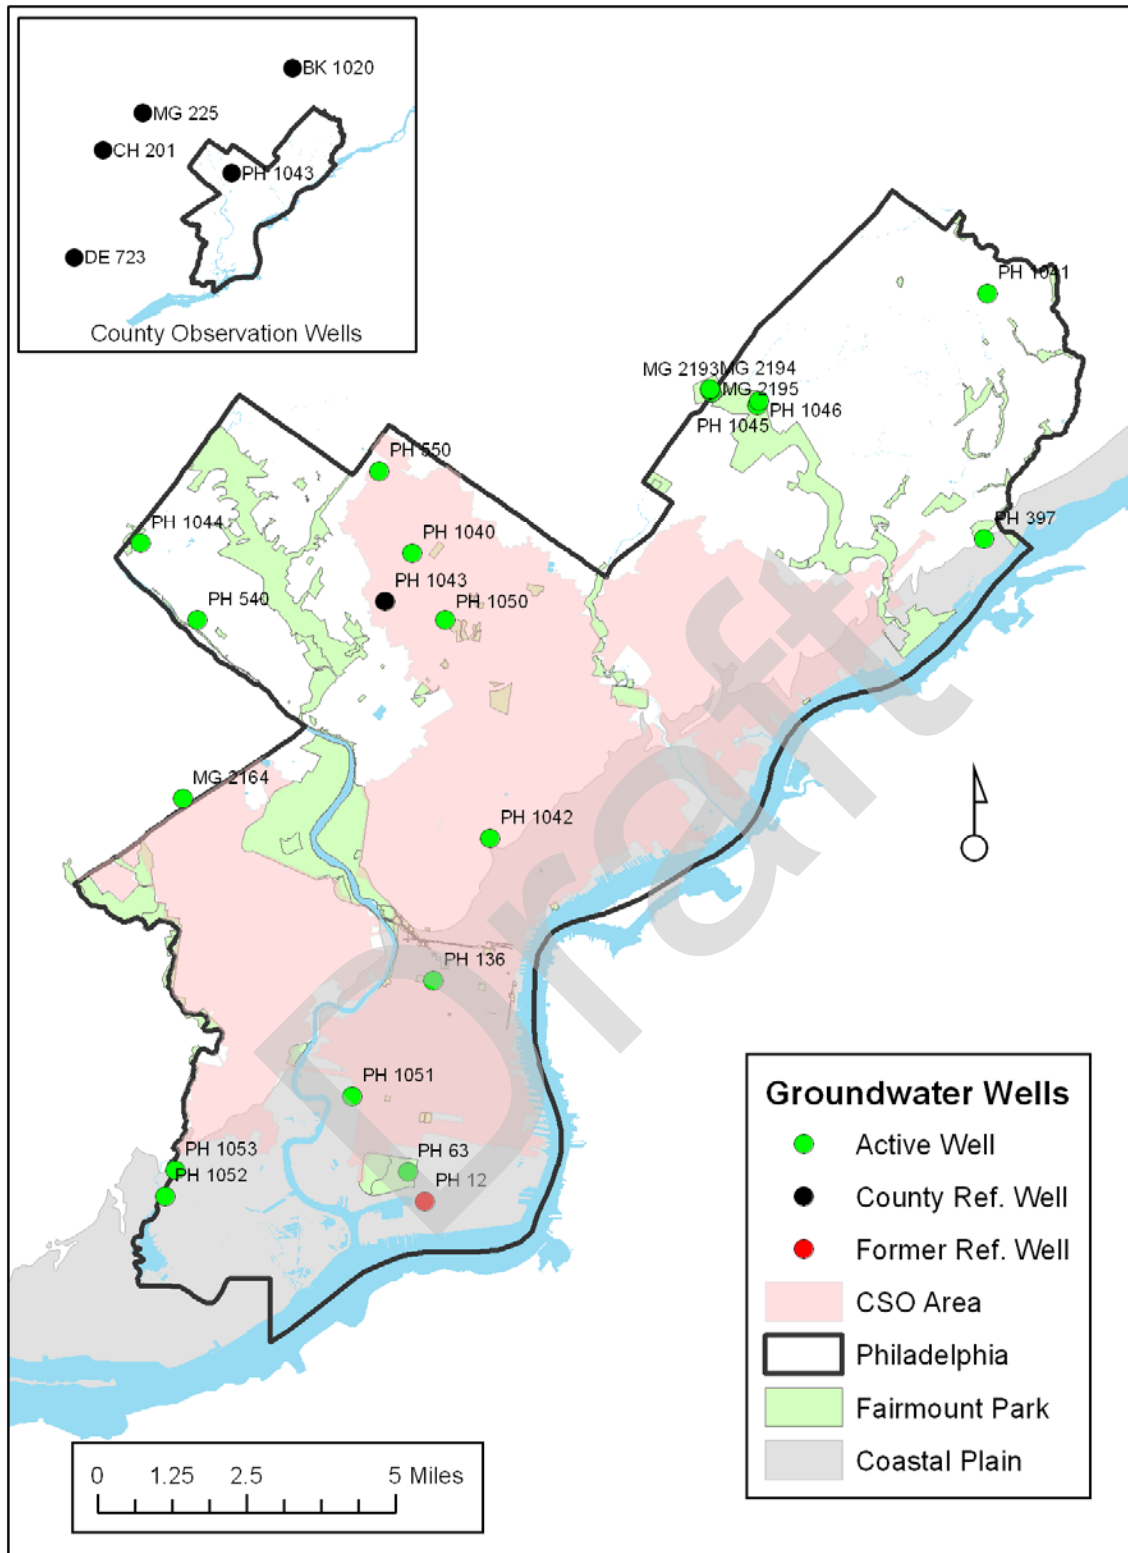 BK 1020
MG 225
CH 201
PH 1043
DE 723
County Observation Wells
PH 1041
MG 2193
MG 2194
MG 2195
PH 1046
PH 1045
PH 550
PH 1044
PH 1040
PH 1043
PH 540
PH 1050
PH 397
MG 2164
PH 1042
PH 136
PH 1051
PH 1053
PH 1052
PH 63
PH 12
Draft
Groundwater Wells
Active Well
County Ref. Well
Former Ref. Well
CSO Area
Philadelphia
Fairmount Park
Coastal Plain
0 1.25 2.5 5 Miles